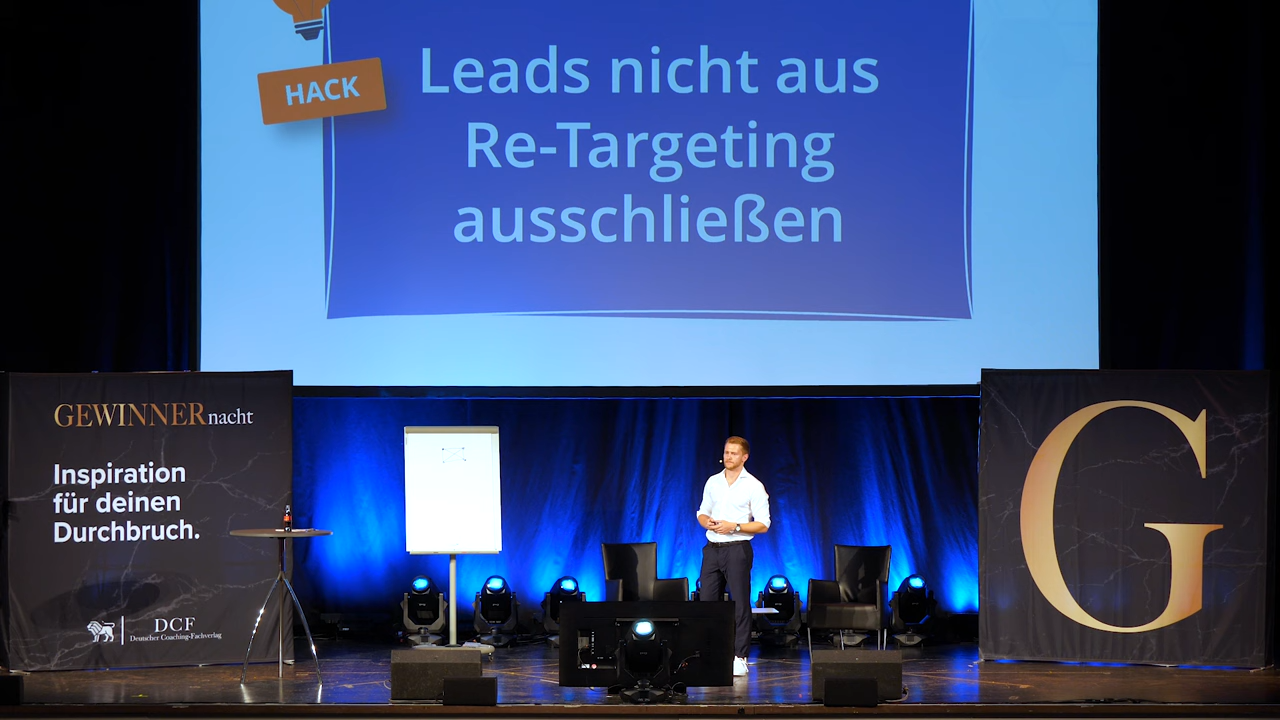 HACK
Leads nicht aus
Re-Targeting
ausschließen
GEWINNERnacht
Inspiration
für deinen
Durchbruch.
DCF
Deutscher Coaching-Fachverlag
G